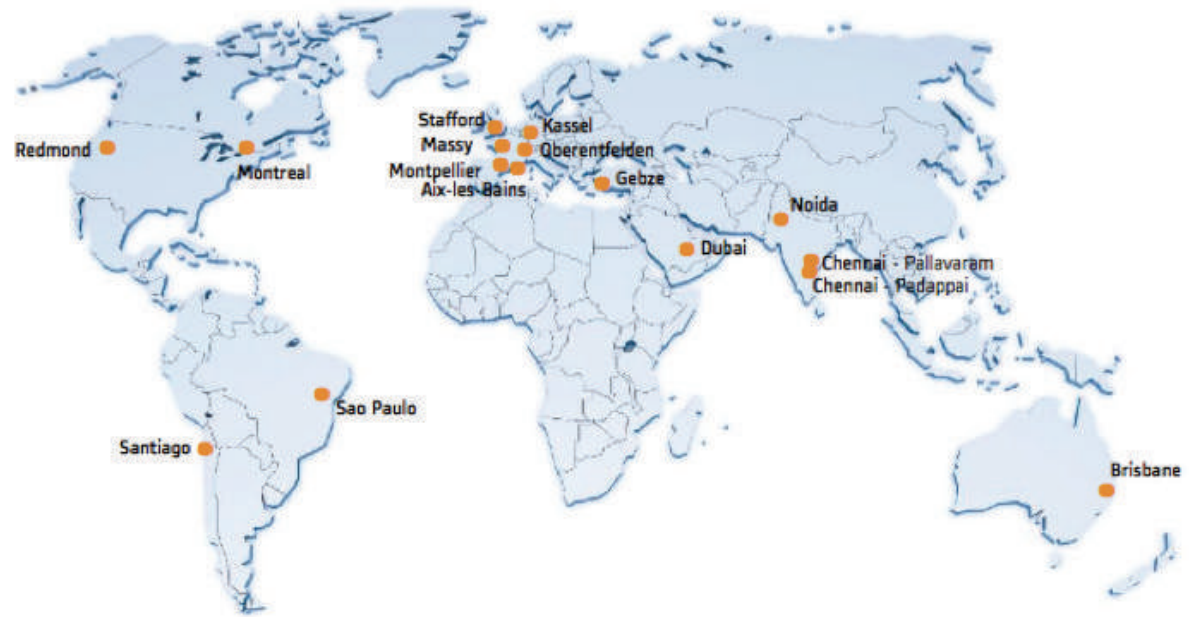 Stafford
Kassel
Redmond
Massy
Oberentfelden
Montreal
Montpellier
Aix-les Bains
Gebze
Noida
Dubai
Chennai - Pallavaram
Chennai - Padappai
Sao Paulo
Santiago
Brisbane